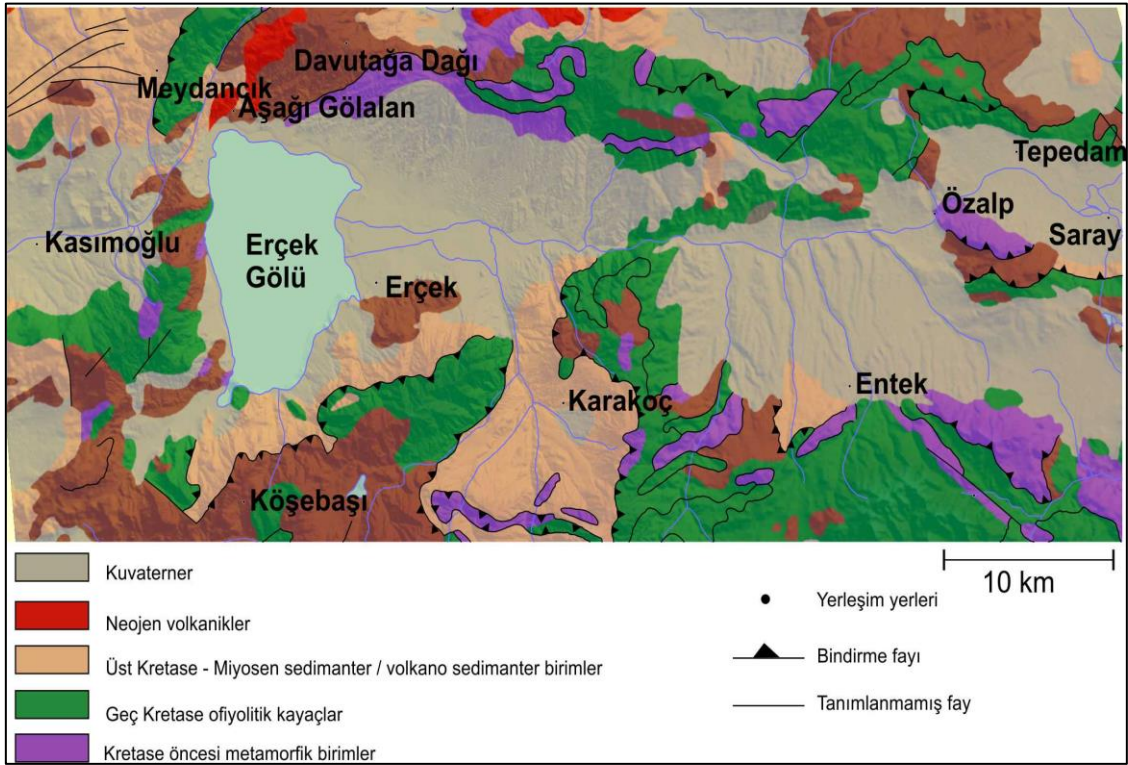 Davutağa Dağı
Meydancık
Aşağı Gölalan
Tepedam
Özalp
Kasımoğlu
Saray
Erçek
Gölü
Erçek
Entek
Karakoç
Köşebaşı
10 km
Kuvaterner
Yerleşim yerleri
Neojen volkanikler
Bindirme fayı
Üst Kretase - Miyosen sedimanter / volkano sedimanter birimler
Tanımlanmamış fay
Geç Kretase ofiyolitik kayaçlar
Kretase öncesi metamorfik birimler